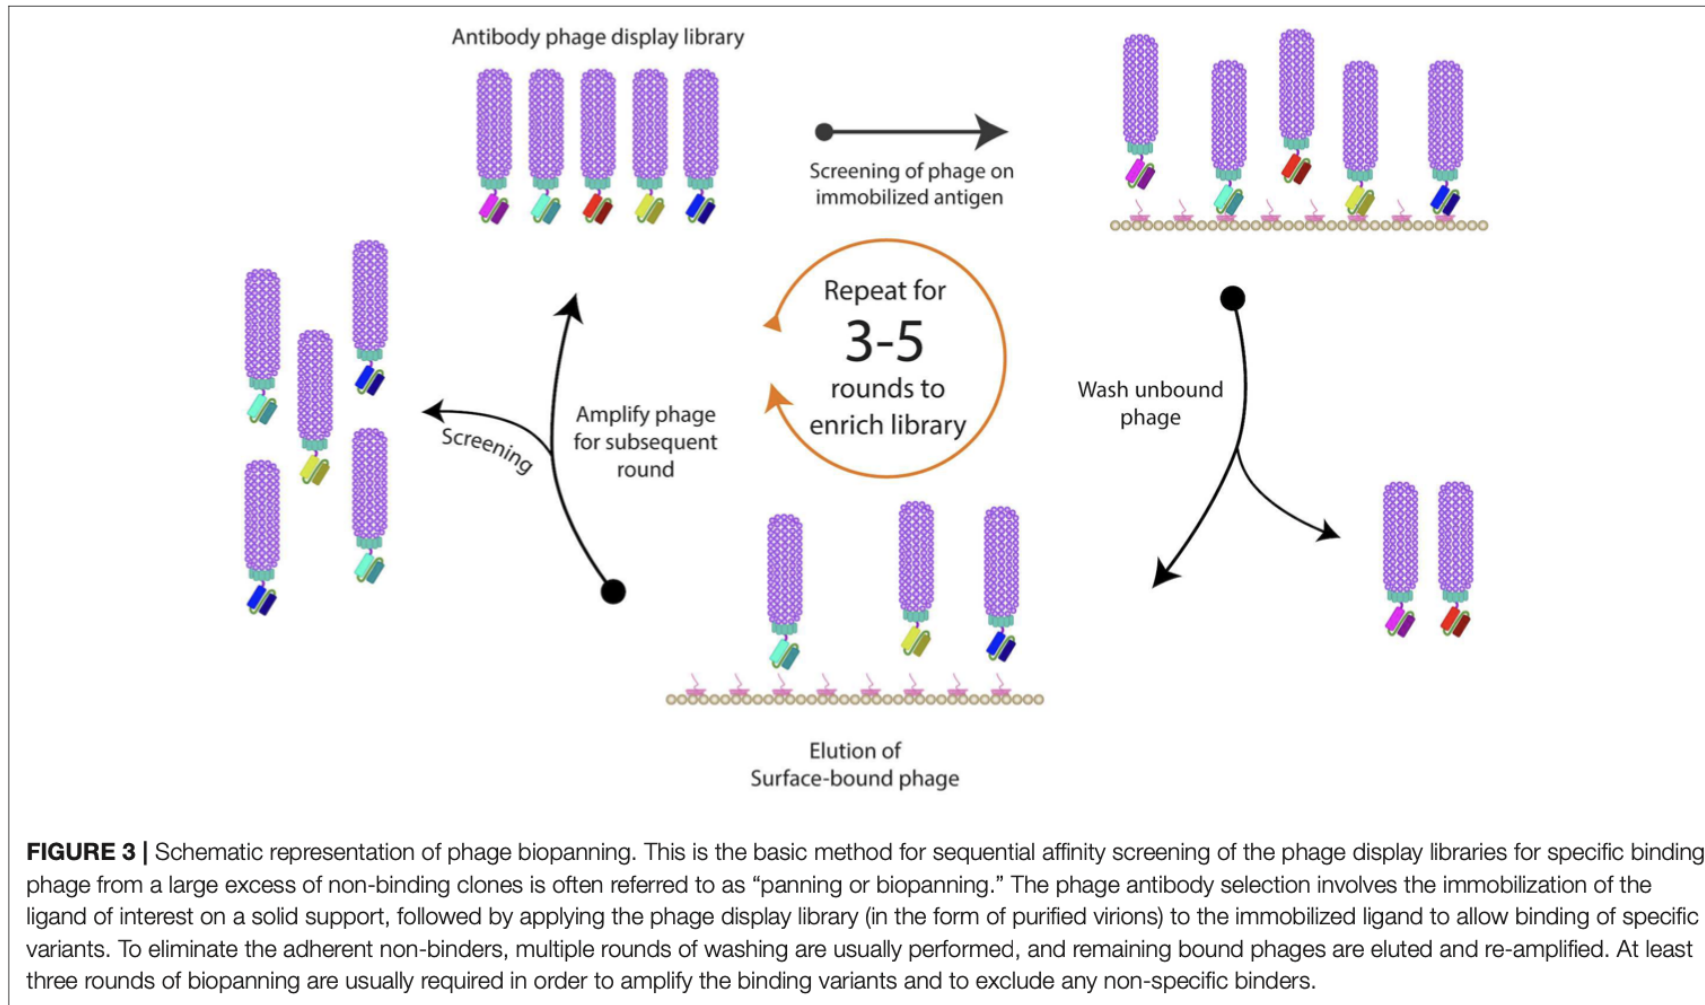 Antibody phage display library
Screening of phage on
immobilized antigen
Repeat for
3-5
rounds to
enrich library
Wash unbound
phage
Amplify phage
for subsequent
round
Screening
Elution of
Surface-bound phage
FIGURE 3 | Schematic representation of phage biopanning. This is the basic method for sequential affinity screening of the phage display libraries for specific binding
phage from a large excess of non-binding clones is often referred to as “panning or biopanning.” The phage antibody selection involves the immobilization of the
ligand of interest on a solid support, followed by applying the phage display library (in the form of purified virions) to the immobilized ligand to allow binding of specific
variants. To eliminate the adherent non-binders, multiple rounds of washing are usually performed, and remaining bound phages are eluted and re-amplified. At least
three rounds of biopanning are usually required in order to amplify the binding variants and to exclude any non-specific binders.